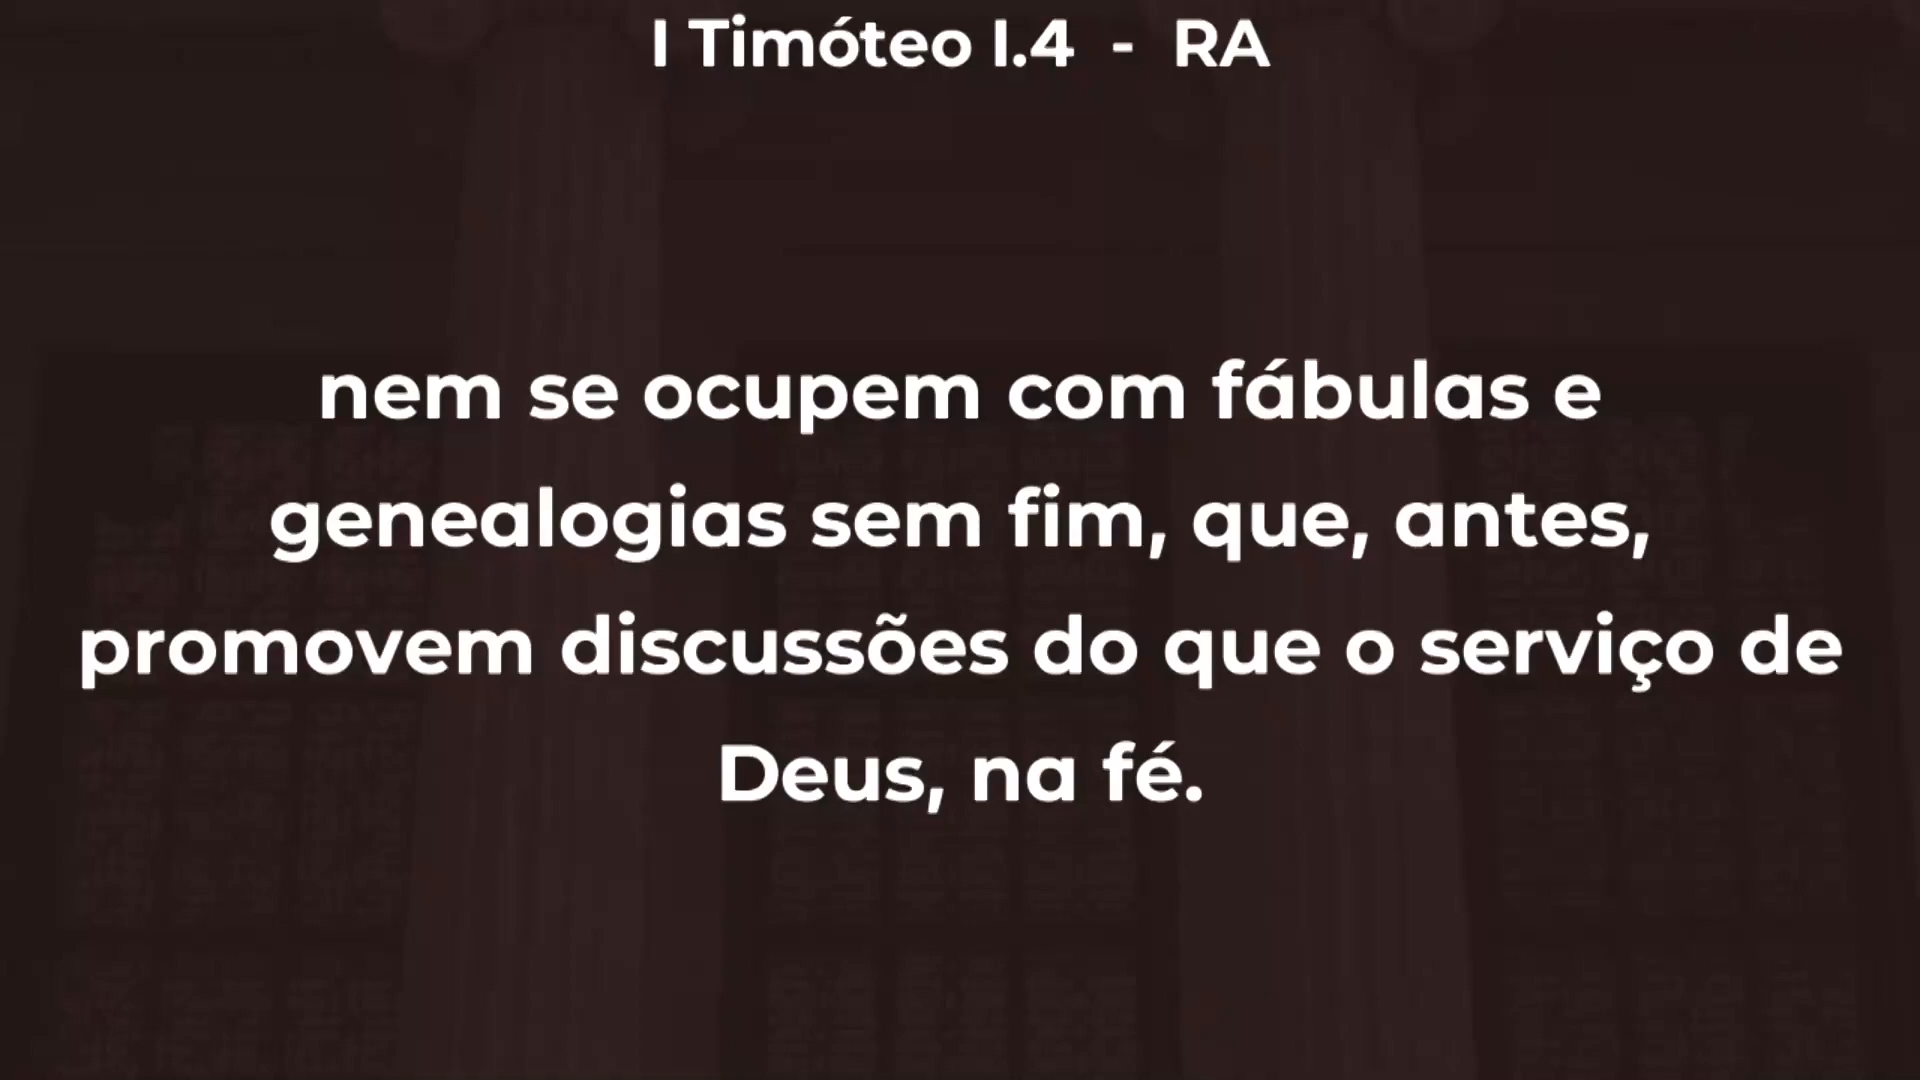 I Timóteo I.4 - RA
nem se ocupem com fábulas e
genealogias sem fim, que, antes,
promovem discussões do que o serviço de
Deus, na fé.